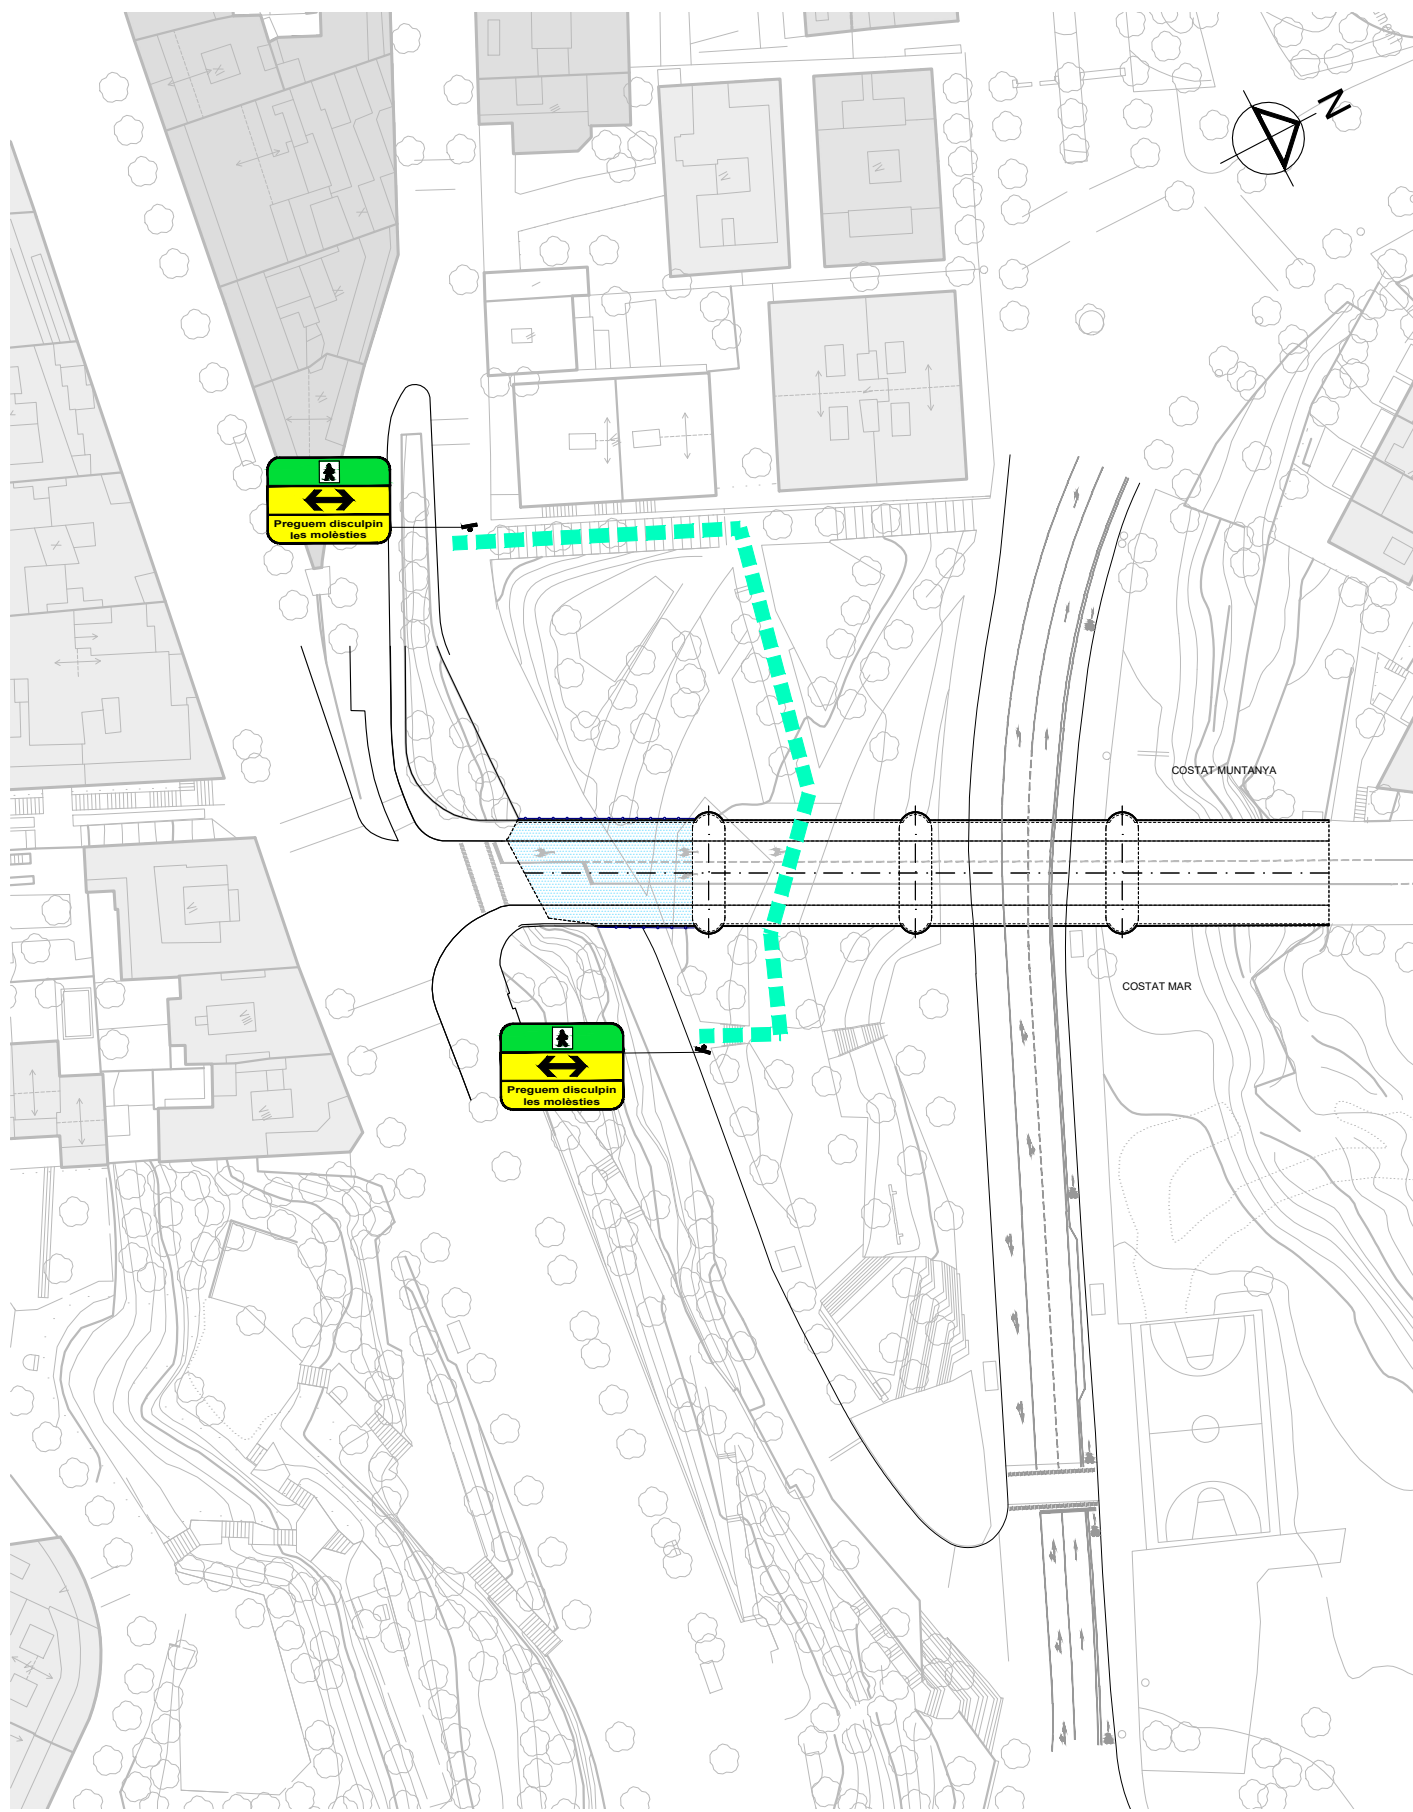 N
Preguem disculpin
les molèsties
COSTAT MUNTANYA
COSTAT MAR
Preguem disculpin
les molèsties